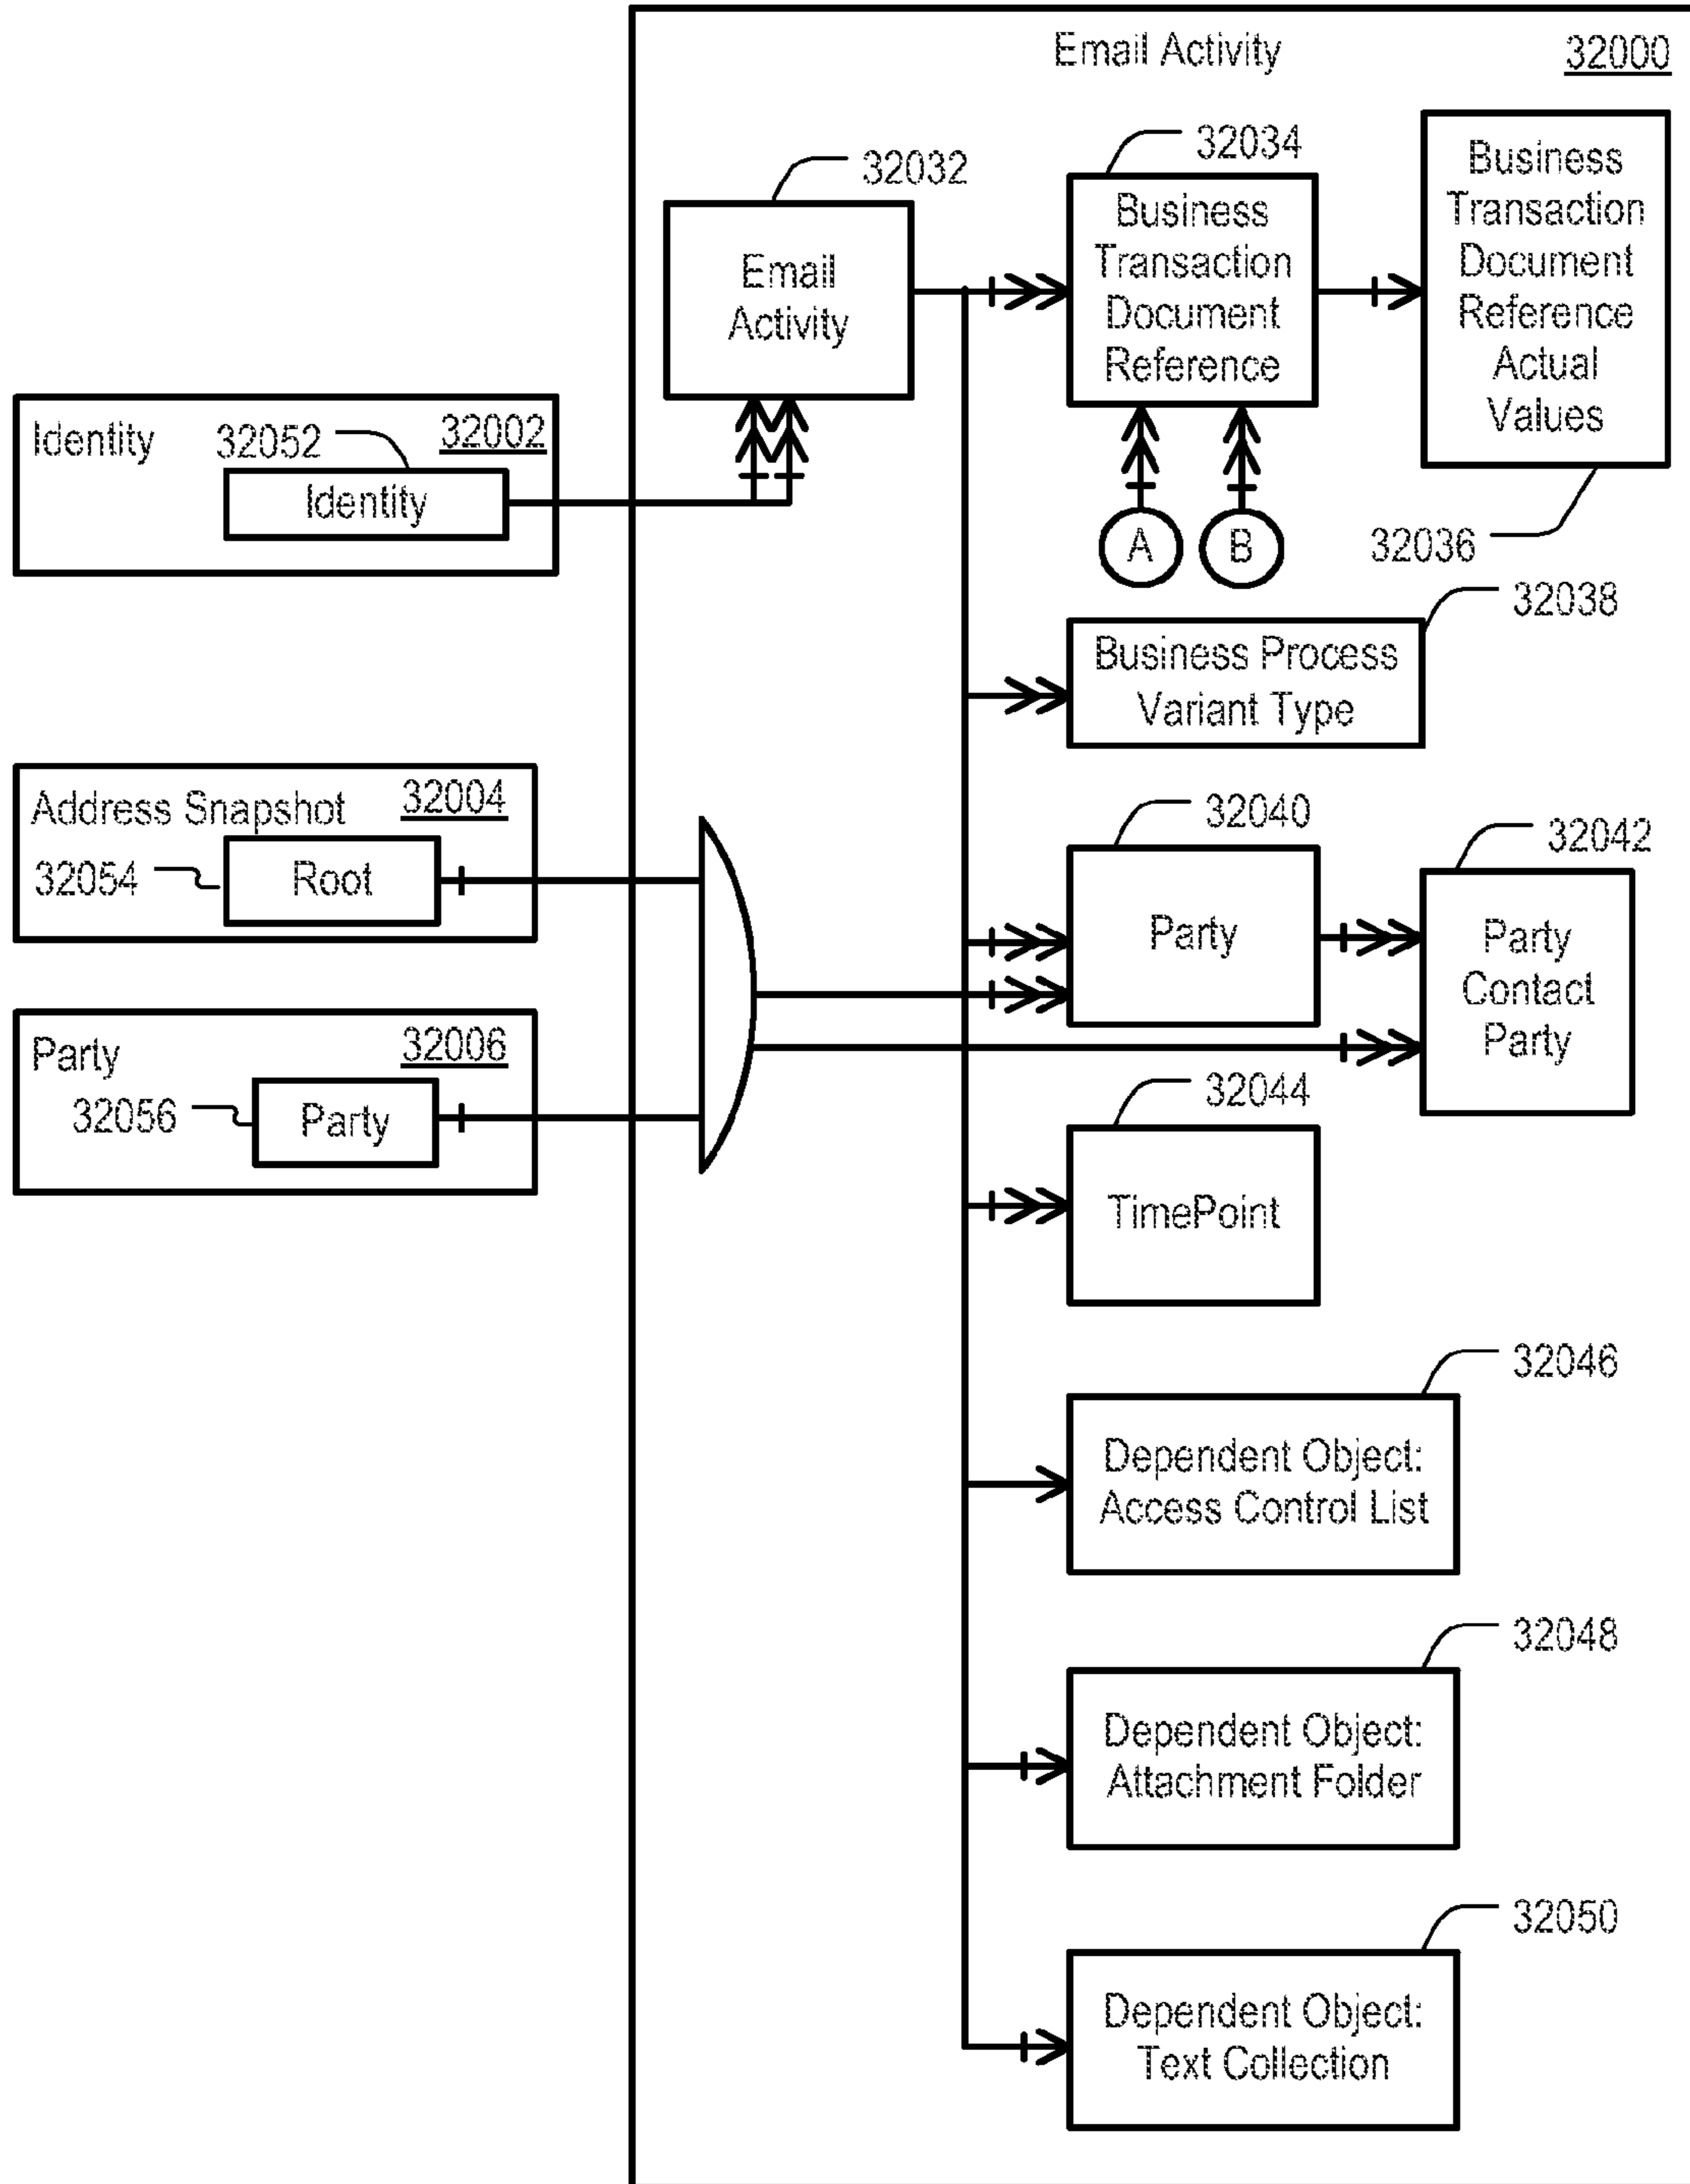 Email Activity
32000
32032
Email
Activity
32034
Business
Transaction
Document
Reference
Business
Transaction
Document
Reference
Actual
Values
32036
A
B
Identity
32002
32052
Identity
32038
Business Process
Variant Type
Address Snapshot
32004
32054
Root
32040
Party
32042
Party
Contact
Party
Party
32006
32056
Party
32044
TimePoint
32046
Dependent Object:
Access Control List
32048
Dependent Object:
Attachment Folder
32050
Dependent Object:
Text Collection